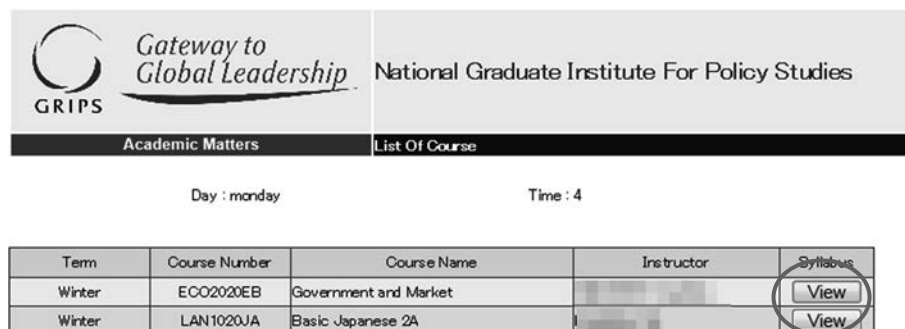 Gateway to
Global Leadership
GRIPS
National Graduate Institute For Policy Studies
Academic Matters List Of Course
Day : monday Time : 4
Term Course Number Course Name Instructor Syllabus
Winter ECO2020EB Government and Market View
Winter LAN1020JA Basic Japanese 2A View